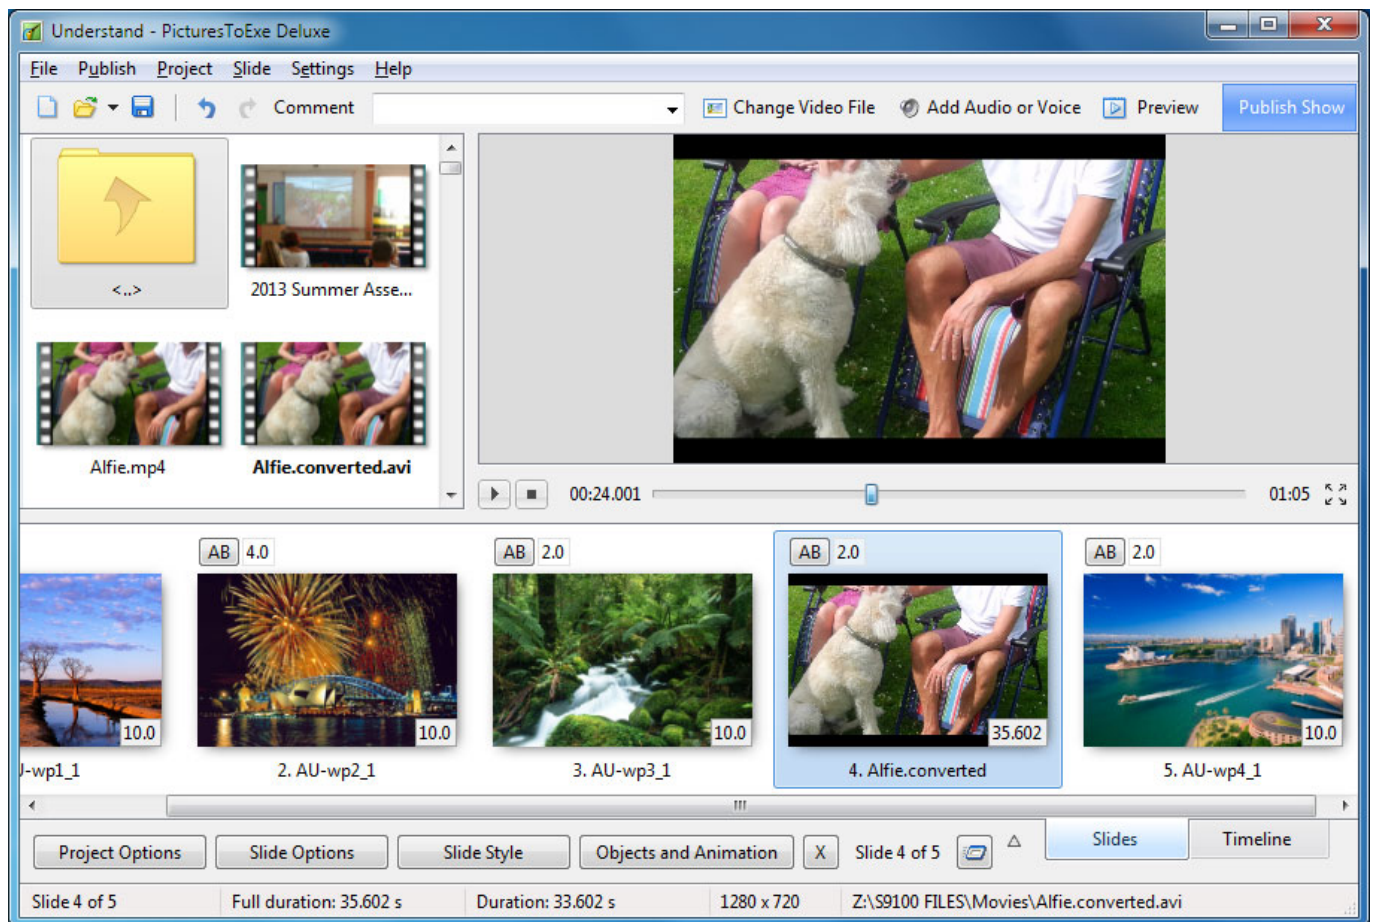 Understand - PicturesToExe Deluxe
File Publish Project Slide Settings Help
Comment Change Video File Add Audio or Voice Preview Publish Show
<..>
2013 Summer Asse...
Alfie.mp4
Alfie.converted.avi
00:24.001 01:05
AB 4.0 AB 2.0 AB 2.0 AB 2.0
10.0 10.0 10.0 35.602 10.0
J-wp1_1 2. AU-wp2_1 3. AU-wp3_1 4. Alfie.converted 5. AU-wp4_1
Project Options Slide Options Slide Style Objects and Animation X Slide 4 of 5 Slides Timeline
Slide 4 of 5 Full duration: 35.602 s Duration: 33.602 s 1280 x 720 Z:\S9100 FILES\Movies\Alfie.converted.avi